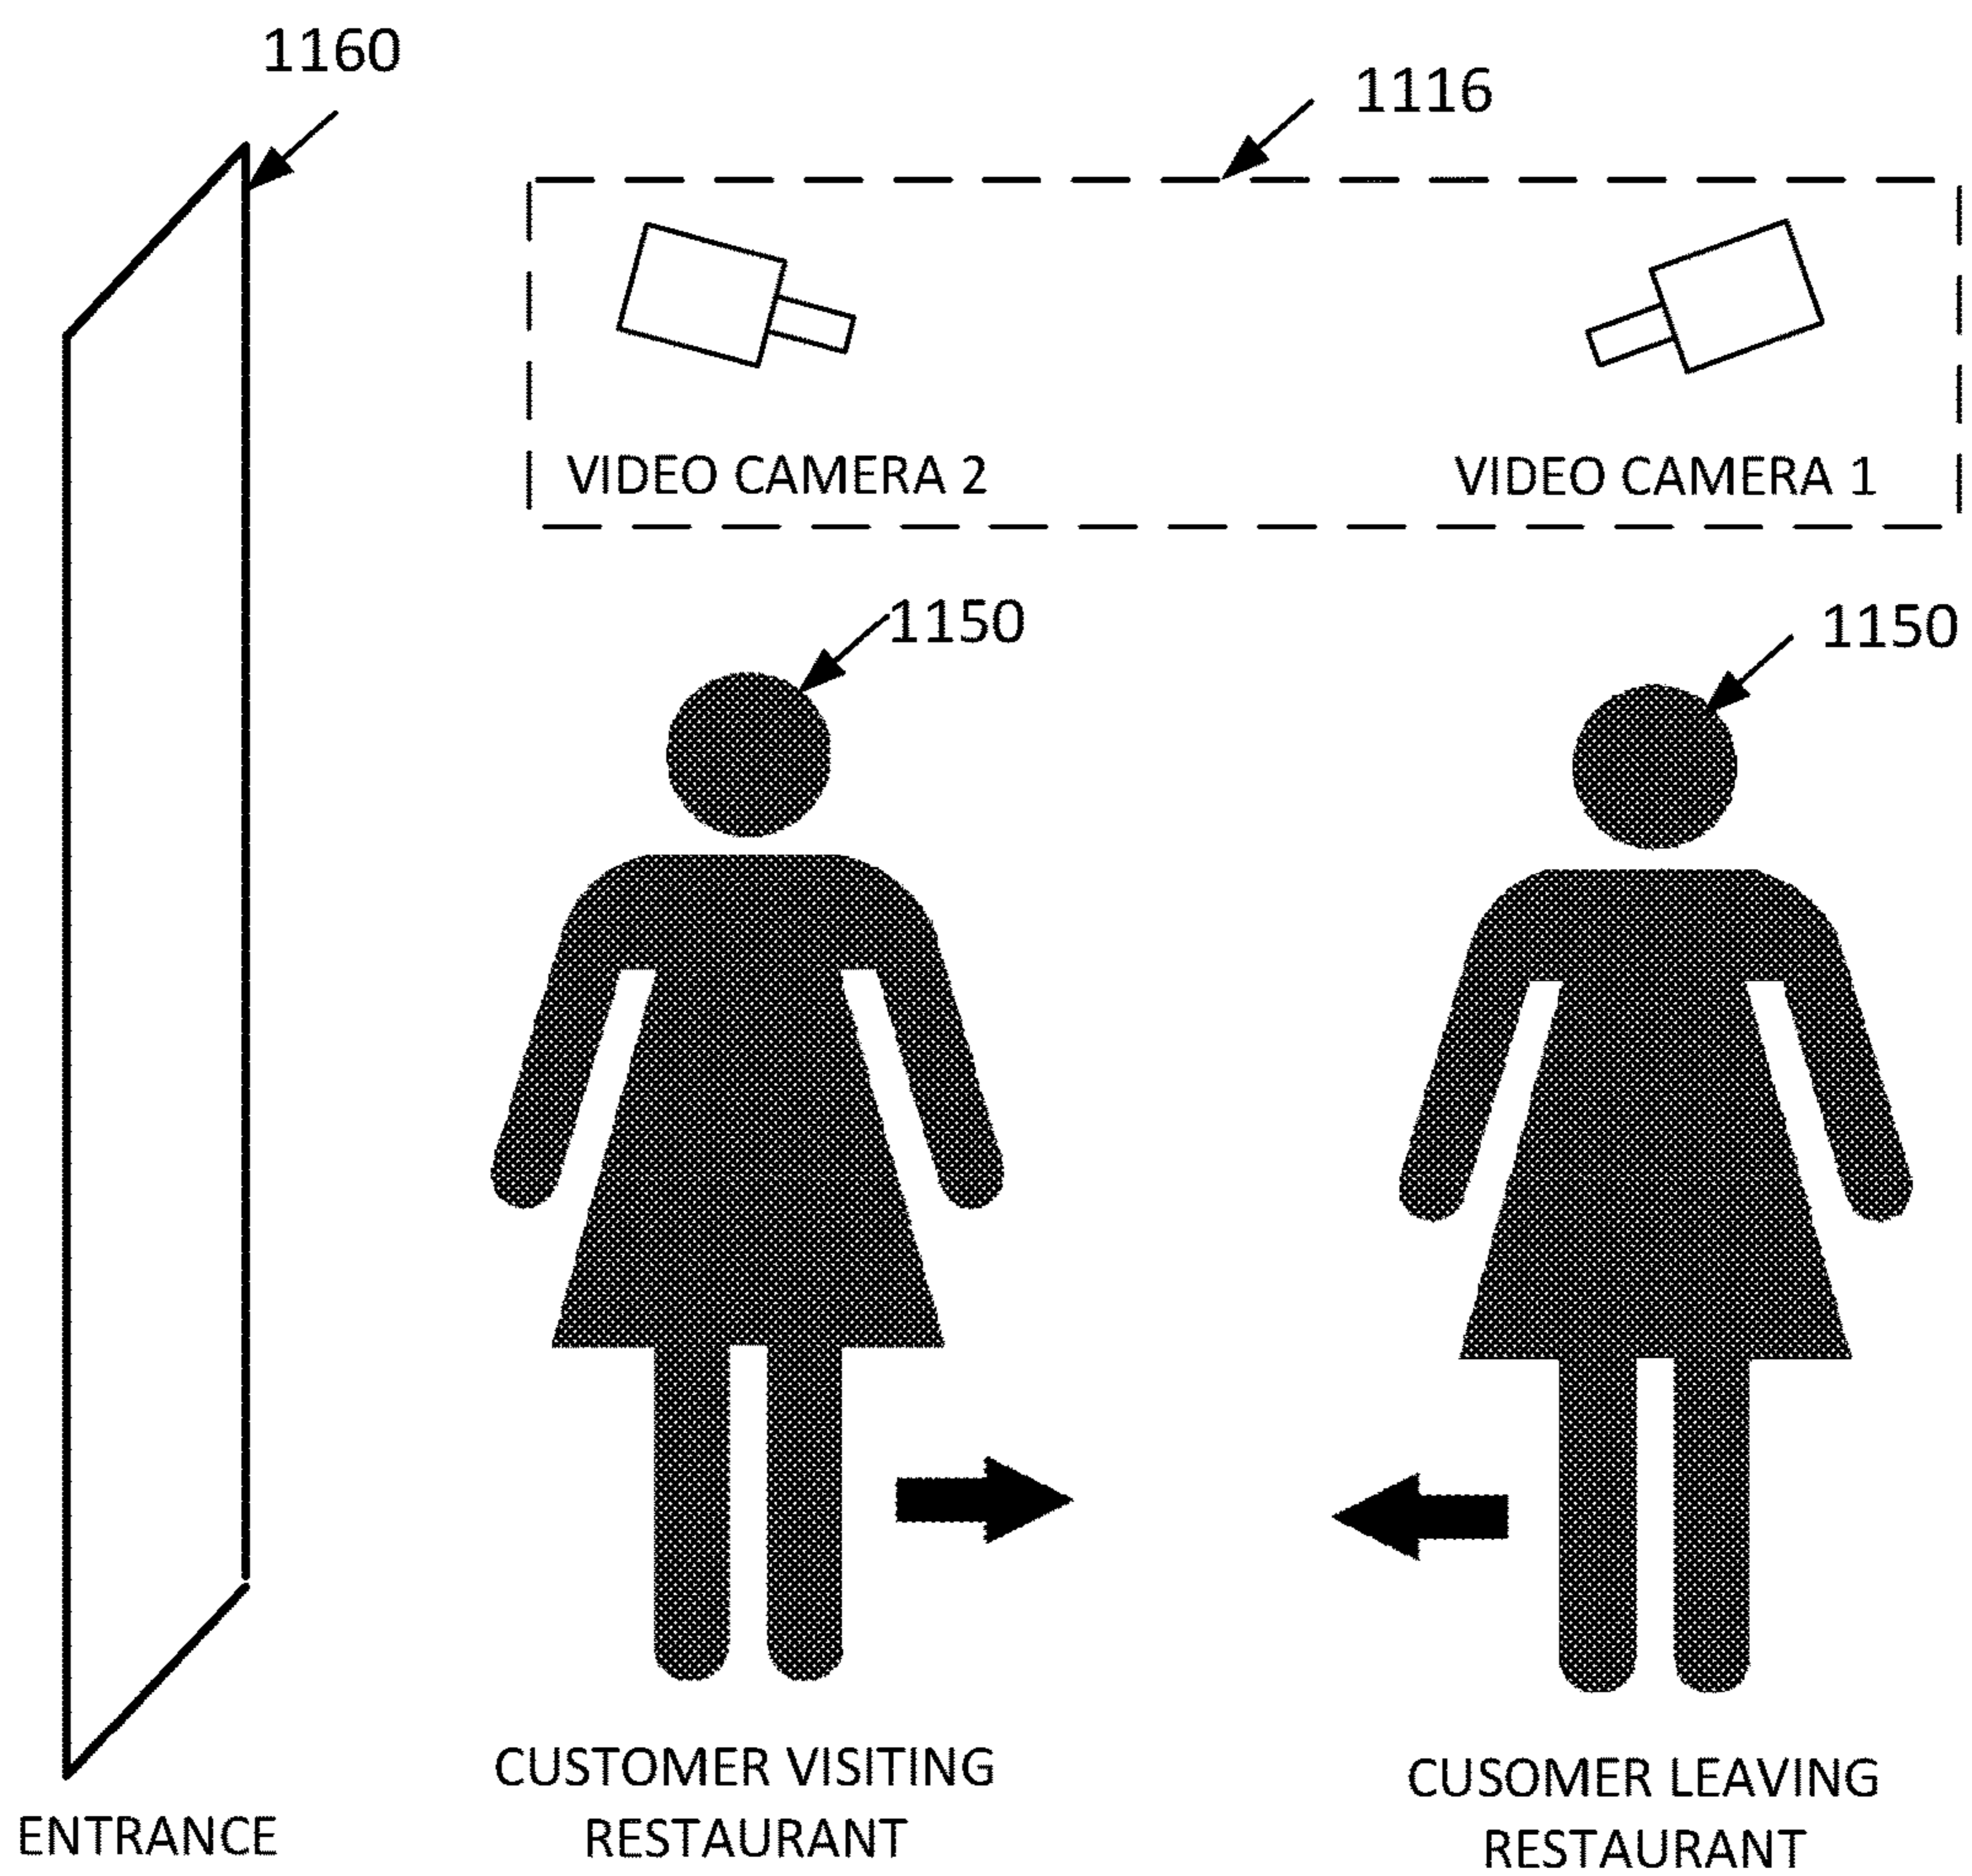 1160
1116
VIDEO CAMERA 2
VIDEO CAMERA 1
1150
1150
CUSTOMER VISITING
RESTAURANT
CUSOMER LEAVING
RESTAURANT
ENTRANCE